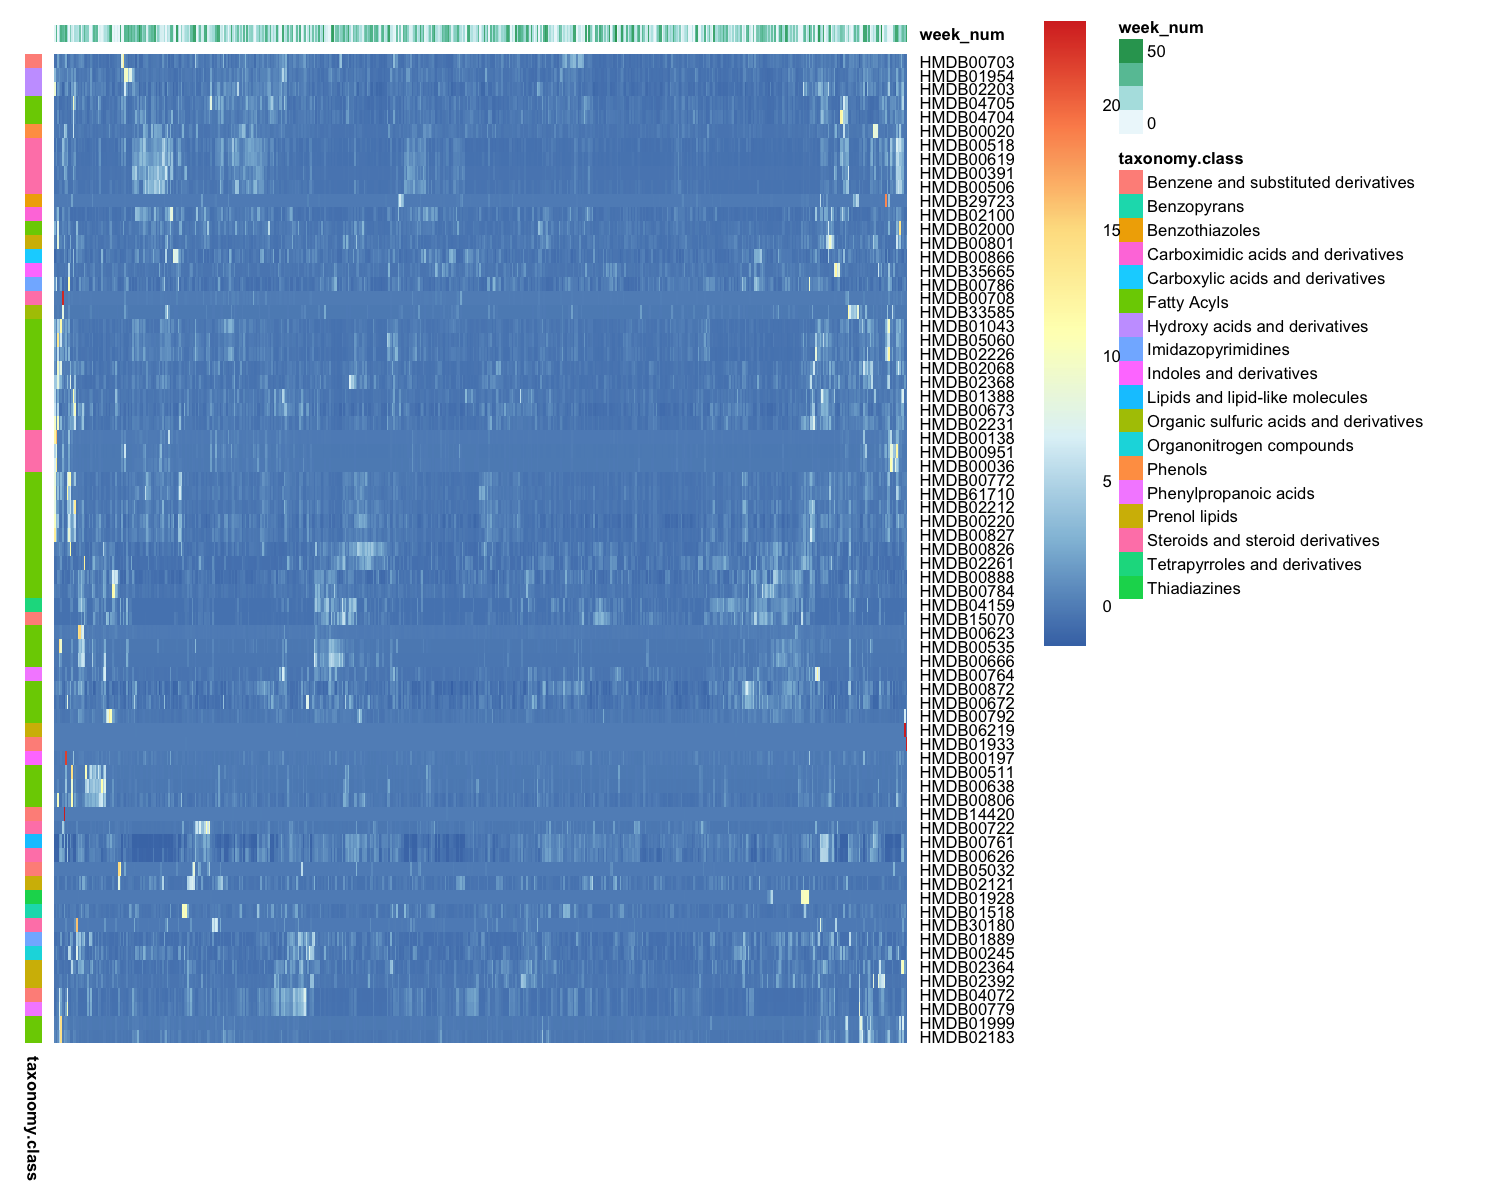 week_num
HMDB00703
HMDB01954
HMDB02203
HMDB04705
HMDB04704
HMDB00020
HMDB00518
HMDB00619
HMDB00391
HMDB00506
HMDB29723
HMDB02100
HMDB02000
HMDB00801
HMDB00866
HMDB35665
HMDB00786
HMDB00708
HMDB33585
HMDB01043
HMDB05060
HMDB02226
HMDB02068
HMDB02368
HMDB01388
HMDB00673
HMDB02231
HMDB00138
HMDB00951
HMDB00036
HMDB00772
HMDB61710
HMDB02212
HMDB00220
HMDB00827
HMDB00826
HMDB02261
HMDB00888
HMDB00784
HMDB04159
HMDB15070
HMDB00623
HMDB00535
HMDB00666
HMDB00764
HMDB00872
HMDB00672
HMDB00792
HMDB06219
HMDB01933
HMDB00197
HMDB00511
HMDB00638
HMDB00806
HMDB14420
HMDB00722
HMDB00761
HMDB00626
HMDB05032
HMDB02121
HMDB01928
HMDB01518
HMDB30180
HMDB01889
HMDB00245
HMDB02364
HMDB02392
HMDB04072
HMDB00779
HMDB01999
HMDB02183
taxonomy.class
20
15
10
5
0
week_num
50
0
taxonomy.class
Benzene and substituted derivatives
Benzopyrans
Benzothiazoles
Carboximidic acids and derivatives
Carboxylic acids and derivatives
Fatty Acyls
Hydroxy acids and derivatives
Imidazopyrimidines
Indoles and derivatives
Lipids and lipid-like molecules
Organic sulfuric acids and derivatives
Organonitrogen compounds
Phenols
Phenylpropanoic acids
Prenol lipids
Steroids and steroid derivatives
Tetrapyrroles and derivatives
Thiadiazines